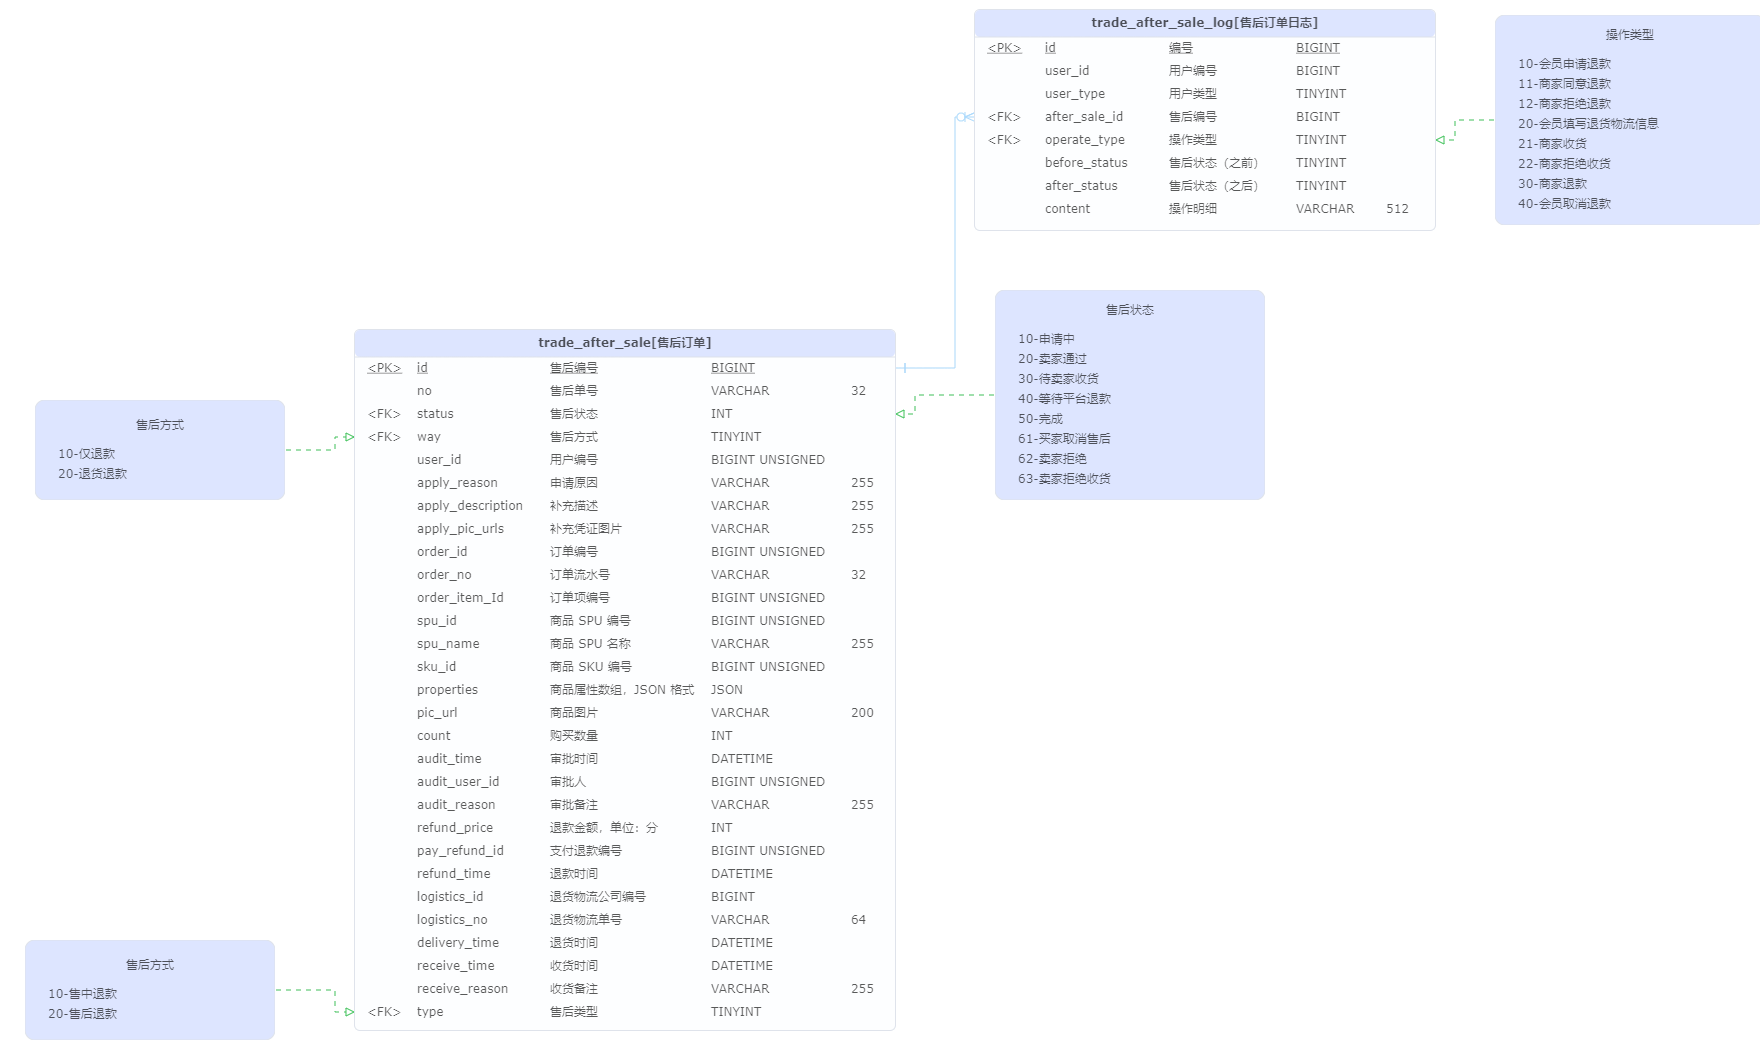 trade_after_sale_log[售后订单日志]
<PK> id 编号 BIGINT
user_id 用户编号 BIGINT
user_type 用户类型 TINYINT
<FK> after_sale_id 售后编号 BIGINT
<FK> operate_type 操作类型 TINYINT
before_status 售后状态（之前） TINYINT
after_status 售后状态（之后） TINYINT
content 操作明细 VARCHAR 512
操作类型
10-会员申请退款
11-商家同意退款
12-商家拒绝退款
20-会员填写退货物流信息
21-商家收货
22-商家拒绝收货
30-商家退款
40-会员取消退款
售后状态
10-申请中
20-卖家通过
30-待卖家收货
40-等待平台退款
50-完成
61-买家取消售后
62-卖家拒绝
63-卖家拒绝收货
trade_after_sale[售后订单]
<PK> id 售后编号 BIGINT
no 售后单号 VARCHAR 32
<FK> status 售后状态 INT
<FK> way 售后方式 TINYINT
user_id 用户编号 BIGINT UNSIGNED
apply_reason 申请原因 VARCHAR 255
apply_description 补充描述 VARCHAR 255
apply_pic_urls 补充凭证图片 VARCHAR 255
order_id 订单编号 BIGINT UNSIGNED
order_no 订单流水号 VARCHAR 32
order_item_Id 订单项编号 BIGINT UNSIGNED
spu_id 商品 SPU 编号 BIGINT UNSIGNED
spu_name 商品 SPU 名称 VARCHAR 255
sku_id 商品 SKU 编号 BIGINT UNSIGNED
properties 商品属性数组，JSON 格式 JSON
pic_url 商品图片 VARCHAR 200
count 购买数量 INT
audit_time 审批时间 DATETIME
audit_user_id 审批人 BIGINT UNSIGNED
audit_reason 审批备注 VARCHAR 255
refund_price 退款金额，单位：分 INT
pay_refund_id 支付退款编号 BIGINT UNSIGNED
refund_time 退款时间 DATETIME
logistics_id 退货物流公司编号 BIGINT
logistics_no 退货物流单号 VARCHAR 64
delivery_time 退货时间 DATETIME
receive_time 收货时间 DATETIME
receive_reason 收货备注 VARCHAR 255
<FK> type 售后类型 TINYINT
售后方式
10-仅退款
20-退货退款
售后方式
10-售中退款
20-售后退款